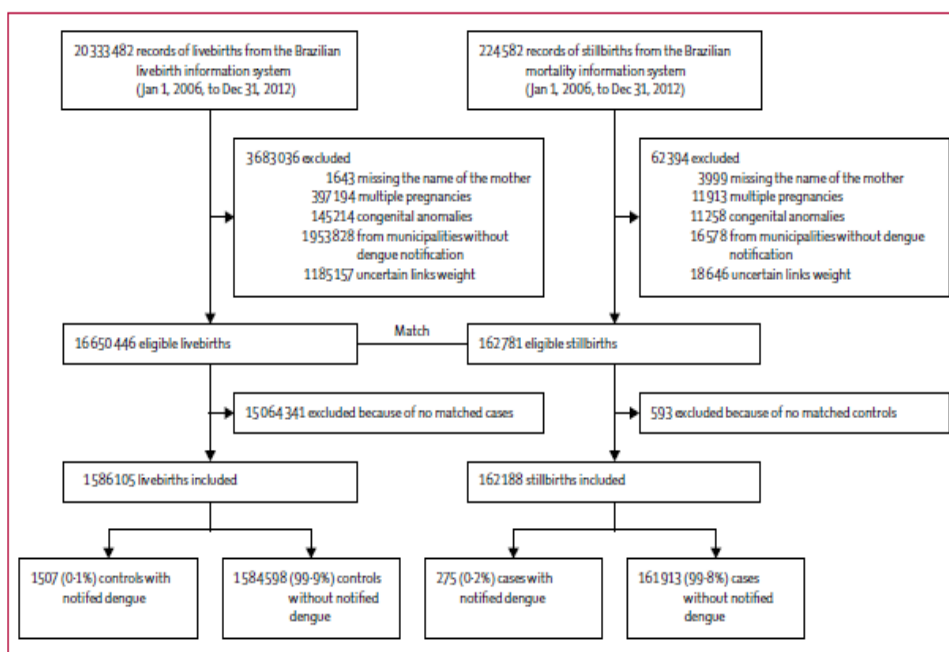 20 333 482 records of livebirths from the Brazilian
livebirth information system
(Jan 1, 2006, to Dec 31, 2012)
224 582 records of stillbirths from the Brazilian
mortality information system
(Jan 1, 2006, to Dec 31, 2012)
3 683 036 excluded
1643 missing the name of the mother
397 194 multiple pregnancies
145 214 congenital anomalies
1 953 828 from municipalities without
dengue notification
1 185 157 uncertain links weight
62 394 excluded
3999 missing the name of the mother
11 913 multiple pregnancies
11 258 congenital anomalies
16 578 from municipalities without dengue
notification
18 646 uncertain links weight
16 650 446 eligible livebirths
Match
162 781 eligible stillbirths
15 064 341 excluded because of no matched cases
593 excluded because of no matched controls
1 586 105 livebirths included
162 188 stillbirths included
1507 (0·1%) controls with
notifed dengue
1 584 598 (99·9%) controls
without notified
dengue
275 (0·2%) cases with
notified dengue
161 913 (99·8%) cases
without notified
dengue